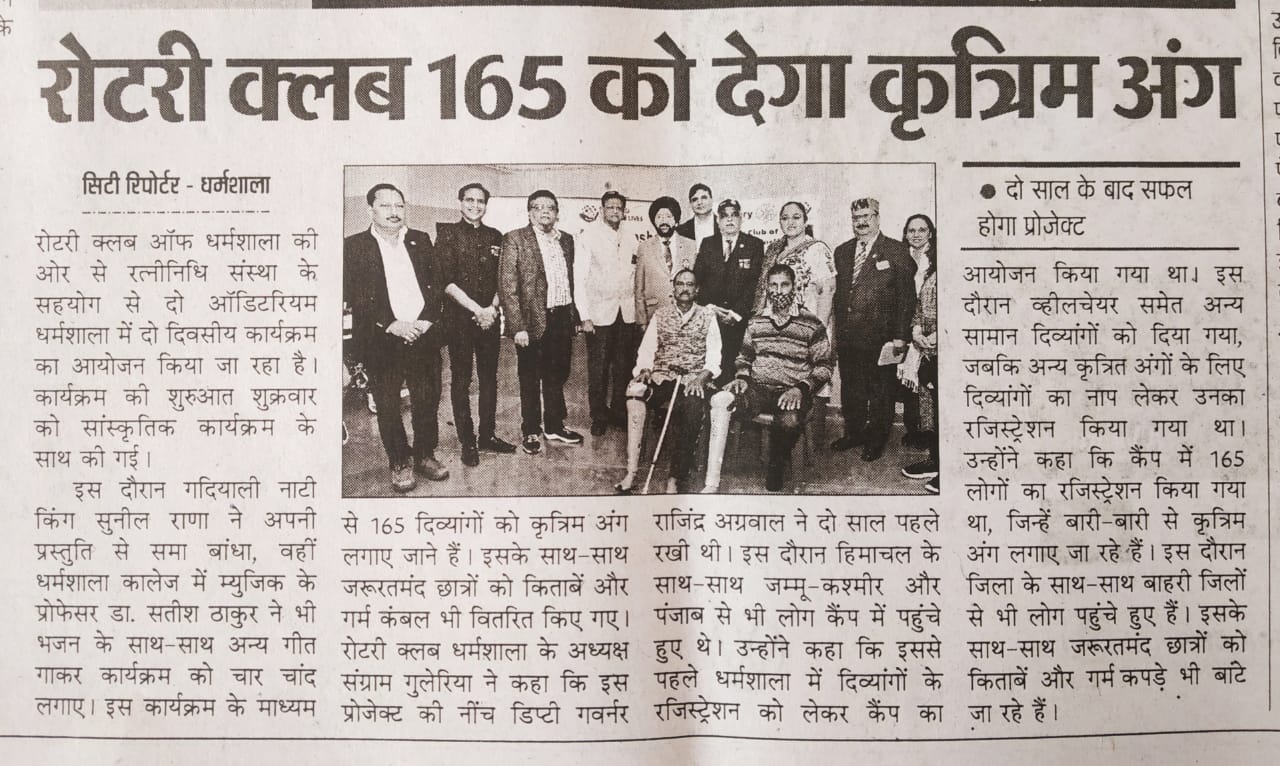 रोटरी क्लब 165 को देगा कृत्रिम अंग
सिटी रिपोर्टर - धर्मशाला
रोटरी क्लब ऑफ धर्मशाला की
ओर से रत्नीनिधि संस्था के
सहयोग से दो ऑडिटरियम
धर्मशाला में दो दिवसीय कार्यक्रम
का आयोजन किया जा रहा है।
कार्यक्रम की शुरुआत शुक्रवार
को सांस्कृतिक कार्यक्रम के
साथ की गई।
इस दौरान गदियाली नाटी
किंग सुनील राणा ने अपनी
प्रस्तुति से समा बांधा, वहीं
धर्मशाला कालेज में म्युजिक के
प्रोफेसर डा. सतीश ठाकुर ने भी
भजन के साथ-साथ अन्य गीत
गाकर कार्यक्रम को चार चांद
लगाए। इस कार्यक्रम के माध्यम
से 165 दिव्यांगों को कृत्रिम अंग
लगाए जाने हैं। इसके साथ-साथ
जरूरतमंद छात्रों को किताबें और
गर्म कंबल भी वितरित किए गए।
रोटरी क्लब धर्मशाला के अध्यक्ष
संग्राम गुलेरिया ने कहा कि इस
प्रोजेक्ट की नींच डिप्टी गवर्नर
राजिंद्र अग्रवाल ने दो साल पहले
रखी थी। इस दौरान हिमाचल के
साथ-साथ जम्मू-कश्मीर और
पंजाब से भी लोग कैंप में पहुंचे
हुए थे। उन्होंने कहा कि इससे
पहले धर्मशाला में दिव्यांगों के
रजिस्ट्रेशन को लेकर कैंप का
● दो साल के बाद सफल
होगा प्रोजेक्ट
आयोजन किया गया था। इस
दौरान व्हीलचेयर समेत अन्य
सामान दिव्यांगों को दिया गया,
जबकि अन्य कृत्रित अंगों के लिए
दिव्यांगों का नाप लेकर उनका
रजिस्ट्रेशन किया गया था।
उन्होंने कहा कि कैंप में 165
लोगों का रजिस्ट्रेशन किया गया
था, जिन्हें बारी-बारी से कृत्रिम
अंग लगाए जा रहे हैं। इस दौरान
जिला के साथ-साथ बाहरी जिलों
से भी लोग पहुंचे हुए हैं। इसके
साथ-साथ जरूरतमंद छात्रों को
किताबें और गर्म कपड़े भी बांटे
जा रहे हैं।